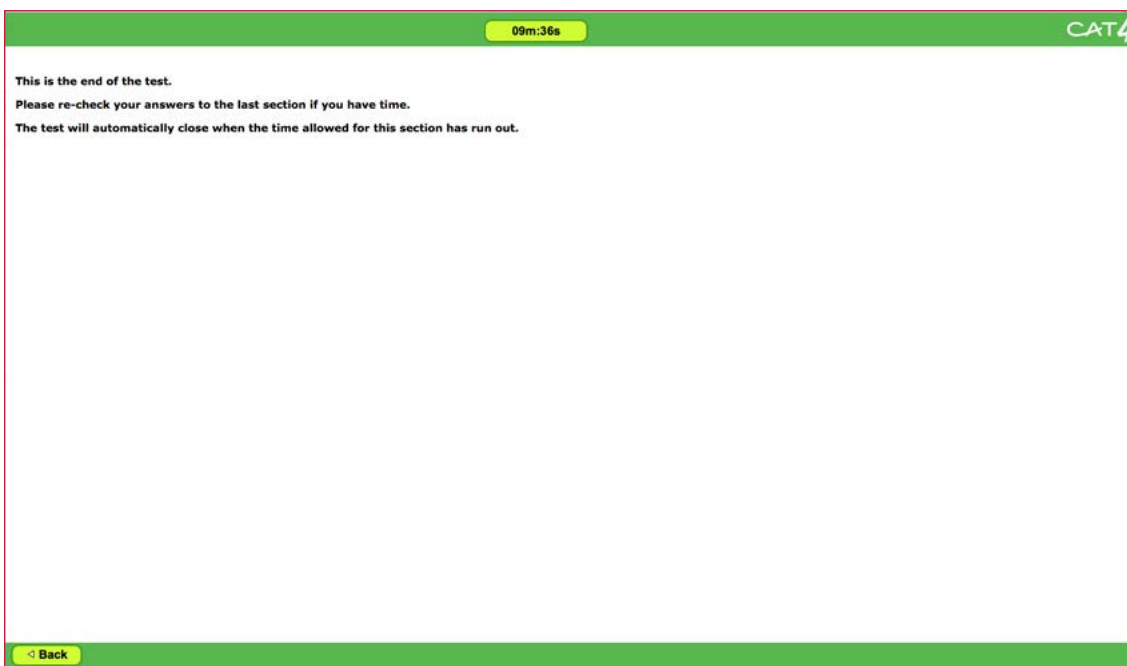 09m:36s
CAT4
This is the end of the test.
Please re-check your answers to the last section if you have time.
The test will automatically close when the time allowed for this section has run out.
Back